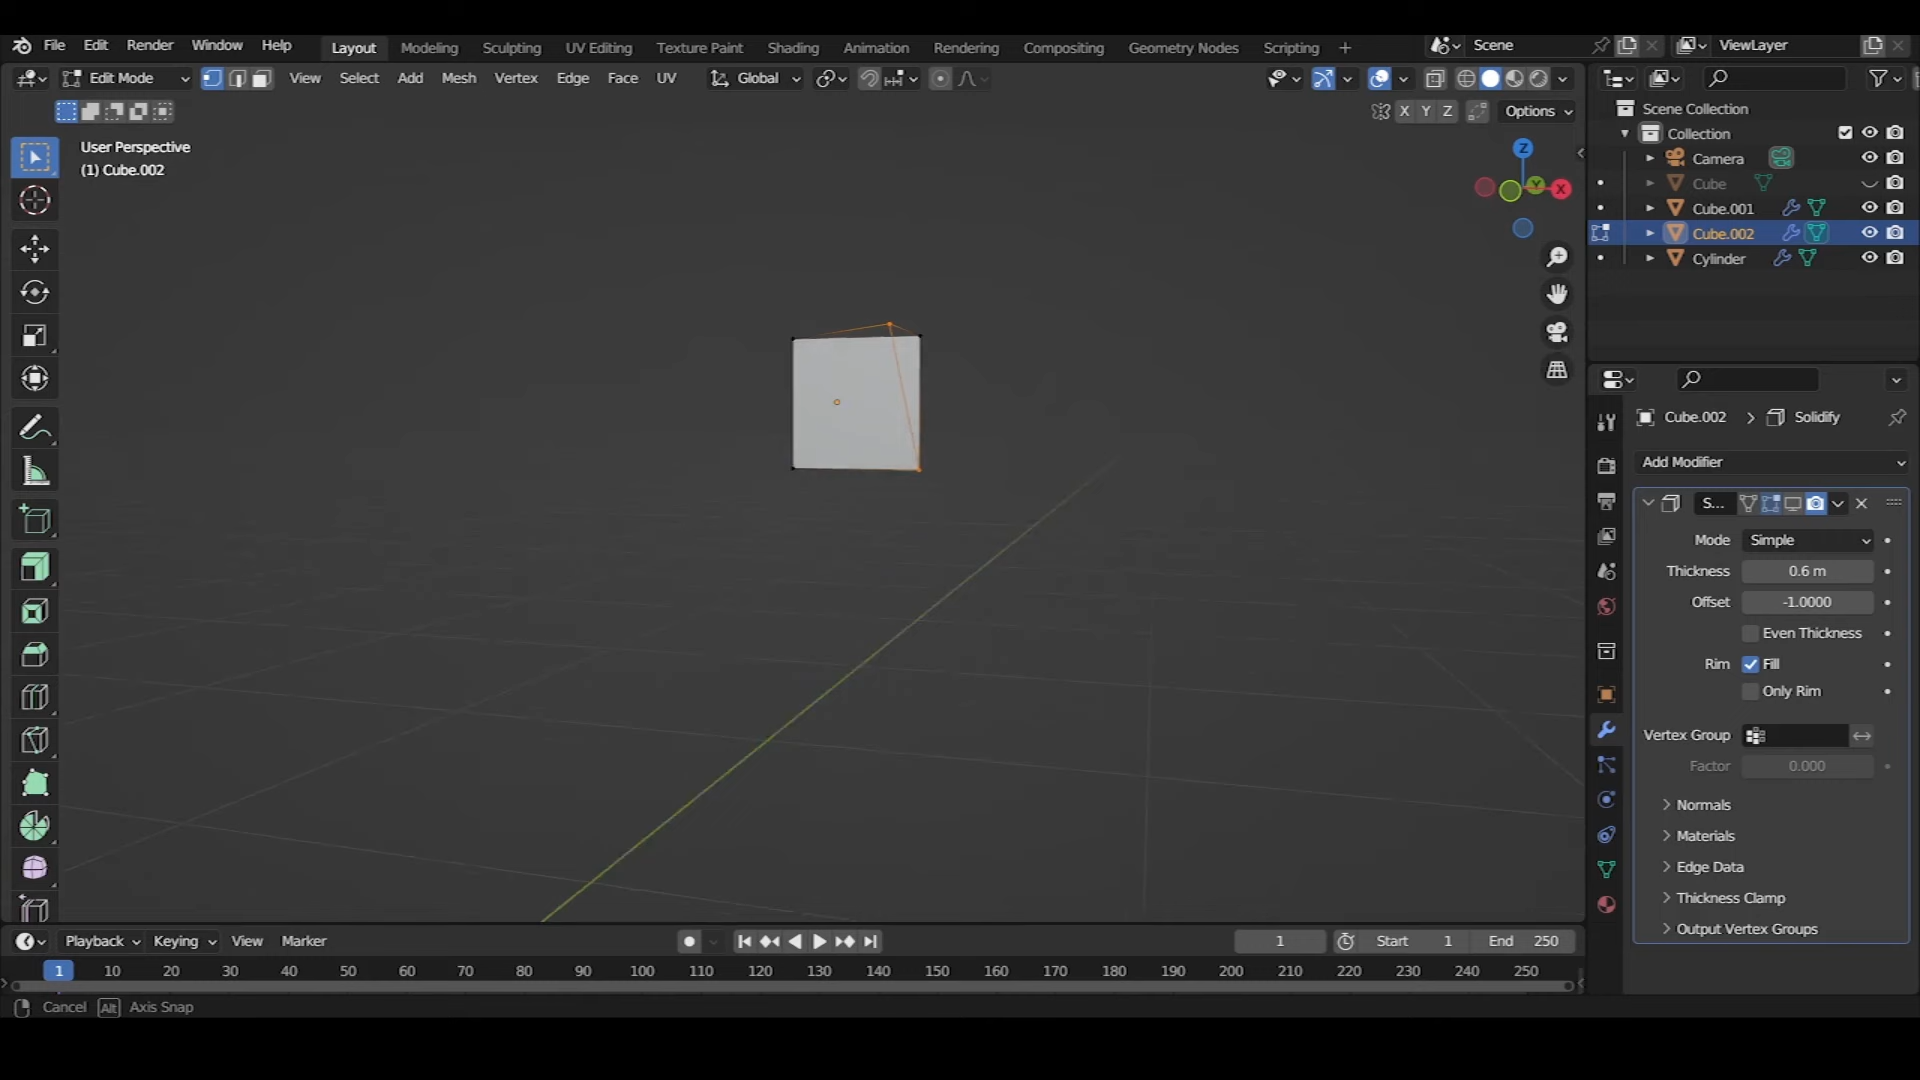 File Edit Render Window Help Layout Modeling Sculpting UV Editing Texture Paint Shading Animation Rendering Compositing Geometry Nodes Scripting + Scene ViewLayer
Edit Mode View Select Add Mesh Vertex Edge Face UV Global
X Y Z Options
User Perspective
(1) Cube.002
Z
Y X
Scene Collection
Collection
Camera
Cube
Cube.001
Cube.002
Cylinder
Cube.002 > Solidify
Add Modifier
S...
Mode Simple
Thickness 0.6 m
Offset -1.0000
Even Thickness
Rim Fill
Only Rim
Vertex Group
Factor 0.000
Normals
Materials
Edge Data
Thickness Clamp
Output Vertex Groups
Playback Keying View Marker 1 Start 1 End 250
1 10 20 30 40 50 60 70 80 90 100 110 120 130 140 150 160 170 180 190 200 210 220 230 240 250
Cancel Alt Axis Snap